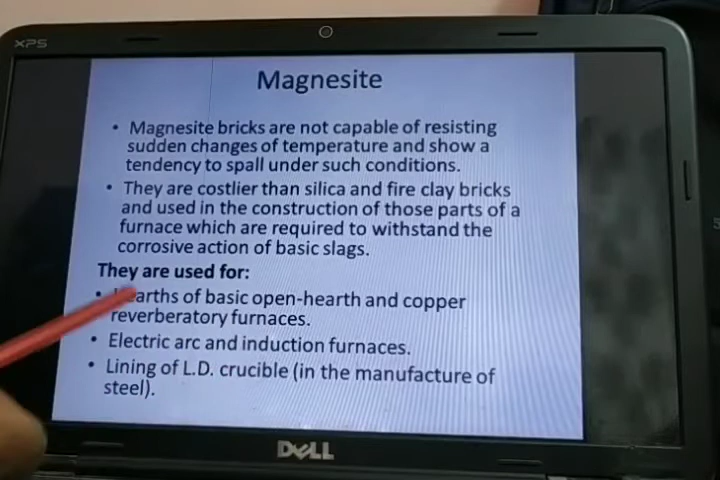 XPS
Magnesite
• Magnesite bricks are not capable of resisting
sudden changes of temperature and show a
tendency to spall under such conditions.
• They are costlier than silica and fire clay bricks
and used in the construction of those parts of a
furnace which are required to withstand the
corrosive action of basic slags.
They are used for:
• Hearths of basic open-hearth and copper
reverberatory furnaces.
• Electric arc and induction furnaces.
• Lining of L.D. crucible (in the manufacture of
steel).
DELL